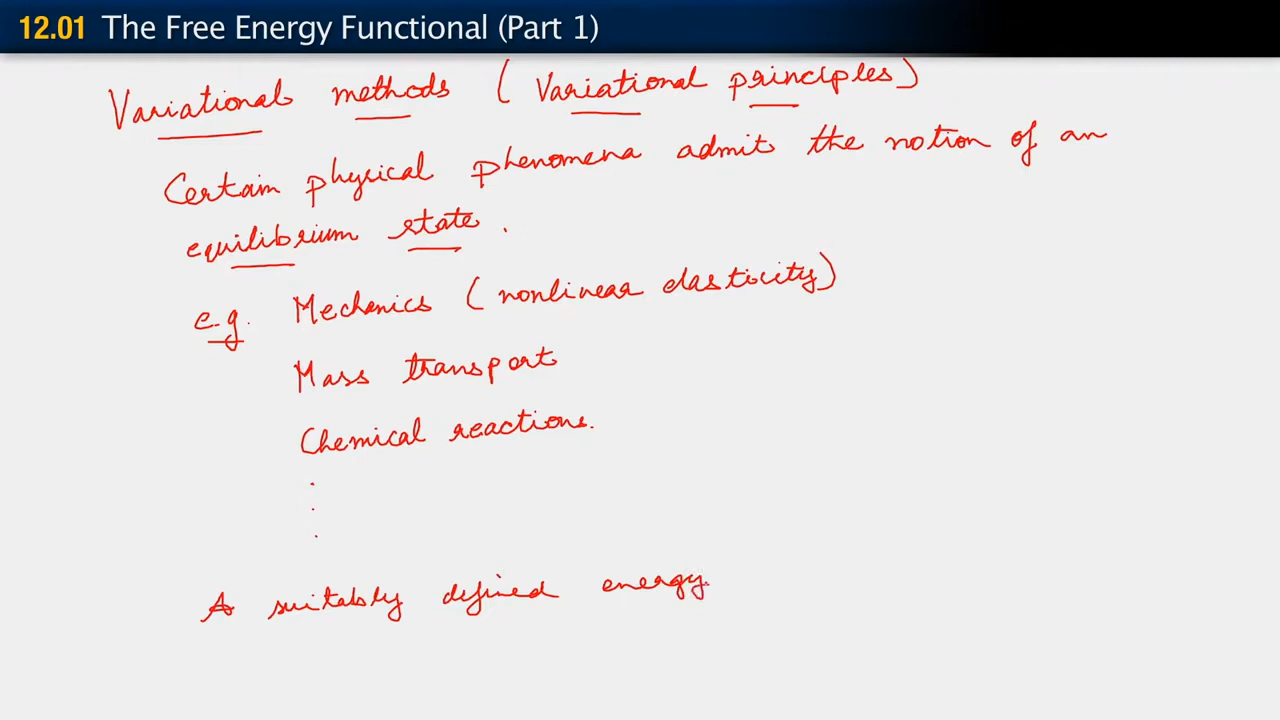 12.01 The Free Energy Functional (Part 1)
Variational methods (Variational principles)
Certain physical phenomena admit the notion of an
equilibrium state.
e.g. Mechanics (nonlinear elasticity)
Mass transport
Chemical reactions.
.
.
.
A suitably defined energy